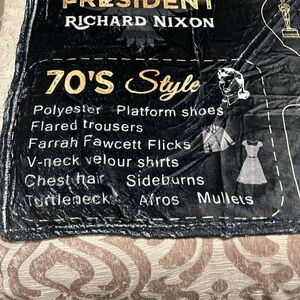 PRESIDENT
RICHARD NIXON
70'S Style
Polyester Platform shoes
Flared trousers
Farrah Fawcett Flicks
V-neck velour shirts
Chest hair Sideburns
Turtleneck Afros Mullets